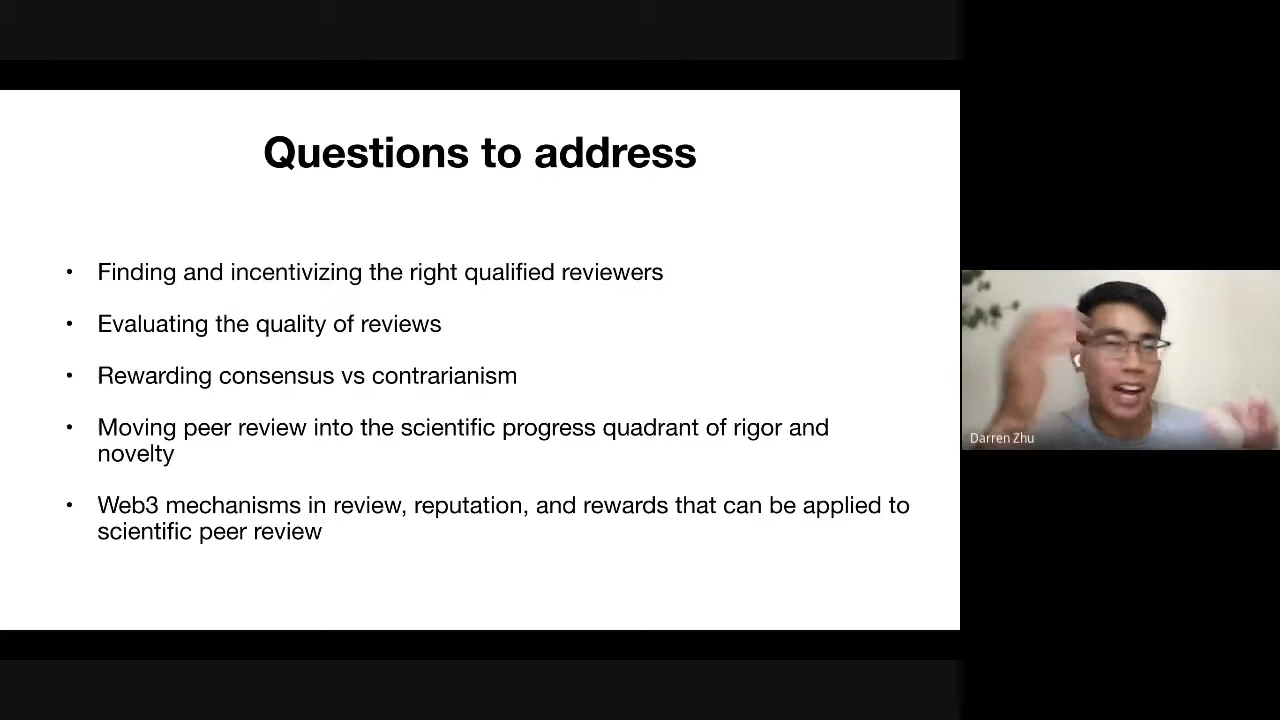 Questions to address
• Finding and incentivizing the right qualified reviewers
• Evaluating the quality of reviews
• Rewarding consensus vs contrarianism
• Moving peer review into the scientific progress quadrant of rigor and
novelty
• Web3 mechanisms in review, reputation, and rewards that can be applied to
scientific peer review
Darren Zhu